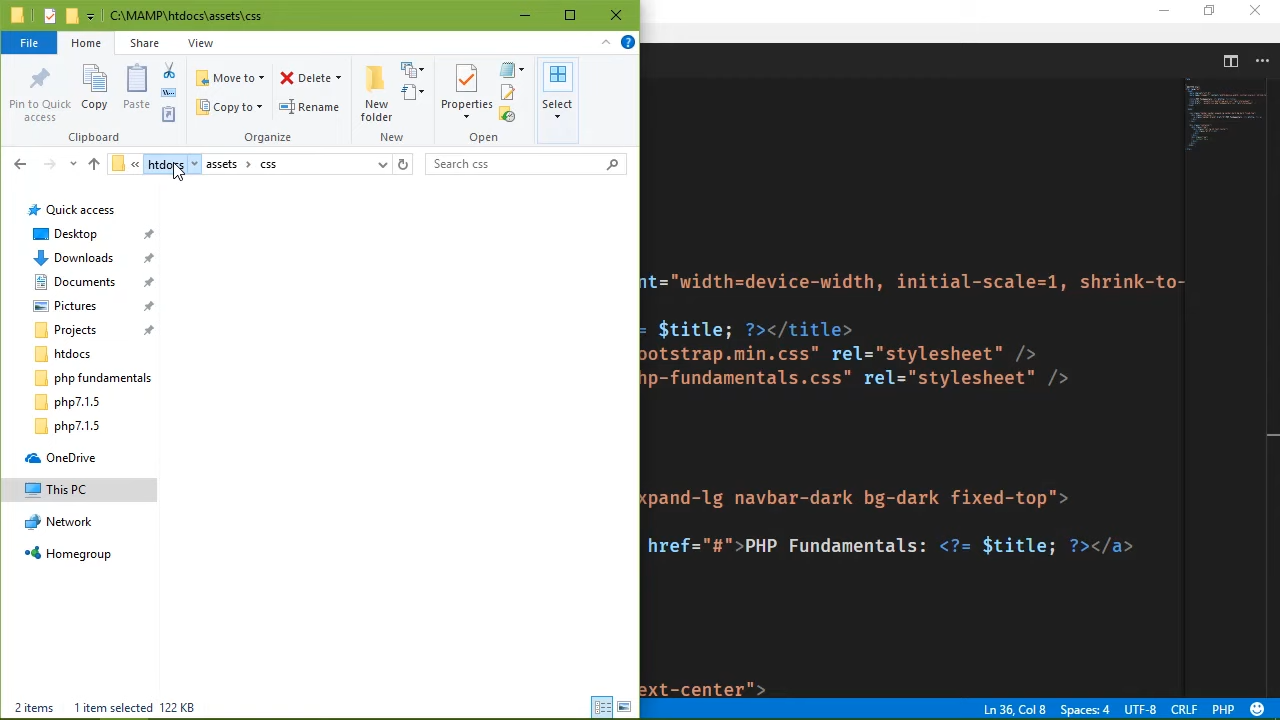 C:\MAMP\htdocs\assets\css
File
Home
Share
View
Pin to Quick access
Copy
Paste
Clipboard
Move to
Copy to
Delete
Rename
Organize
New folder
New
Properties
Open
Select
« htdocs
assets
css
Search css
Quick access
Desktop
Downloads
Documents
Pictures
Projects
htdocs
php fundamentals
php7.1.5
php7.1.5
OneDrive
This PC
Network
Homegroup
2 items
1 item selected 122 KB
nt="width=device-width, initial-scale=1, shrink-to-
= $title; ?></title>
ootstrap.min.css" rel="stylesheet" />
hp-fundamentals.css" rel="stylesheet" />
xpand-lg navbar-dark bg-dark fixed-top">
href="#">PHP Fundamentals: <?= $title; ?></a>
ext-center">
Ln 36, Col 8
Spaces: 4
UTF-8
CRLF
PHP